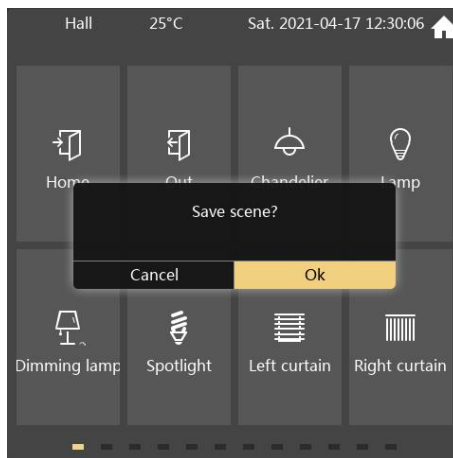 Hall 25°C Sat. 2021-04-17 12:30:06
Home Out Chandelier Lamp
Save scene?
Cancel Ok
Dimming lamp Spotlight Left curtain Right curtain